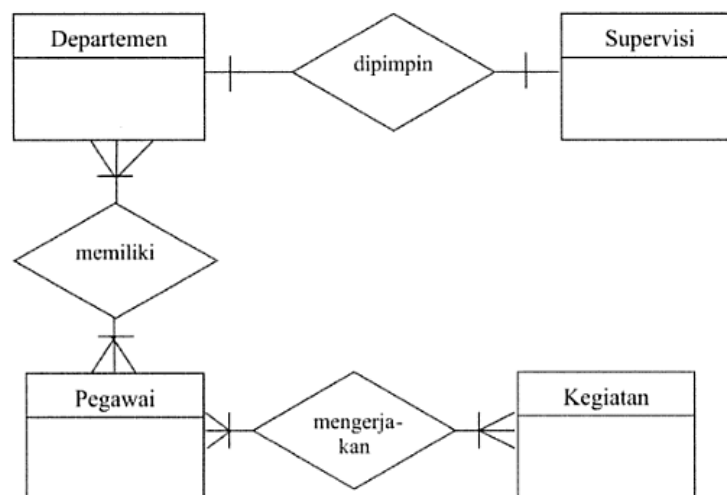 Departemen
dipimpin
Supervisi
memiliki
Pegawai
mengerja-
kan
Kegiatan